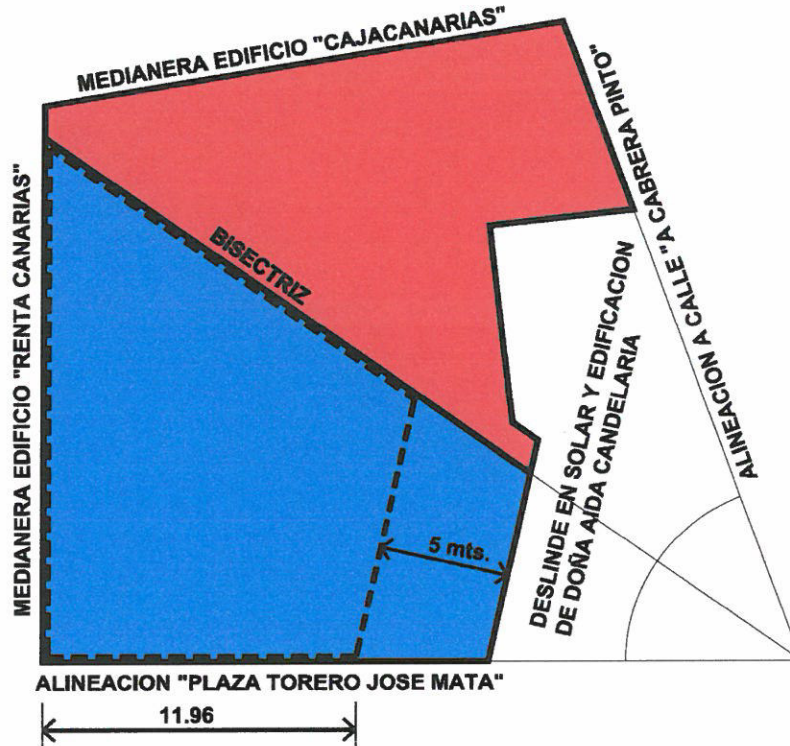 MEDIANERA EDIFICIO "CAJACANARIAS"
ALINEACION A CALLE "A CABRERA PINTO"
MEDIANERA EDIFICIO "RENTA CANARIAS"
BISECTRIZ
DESLINDE EN SOLAR Y EDIFICACION
DE DOÑA AIDA CANDELARIA
5 mts.
ALINEACION "PLAZA TORERO JOSE MATA"
11.96